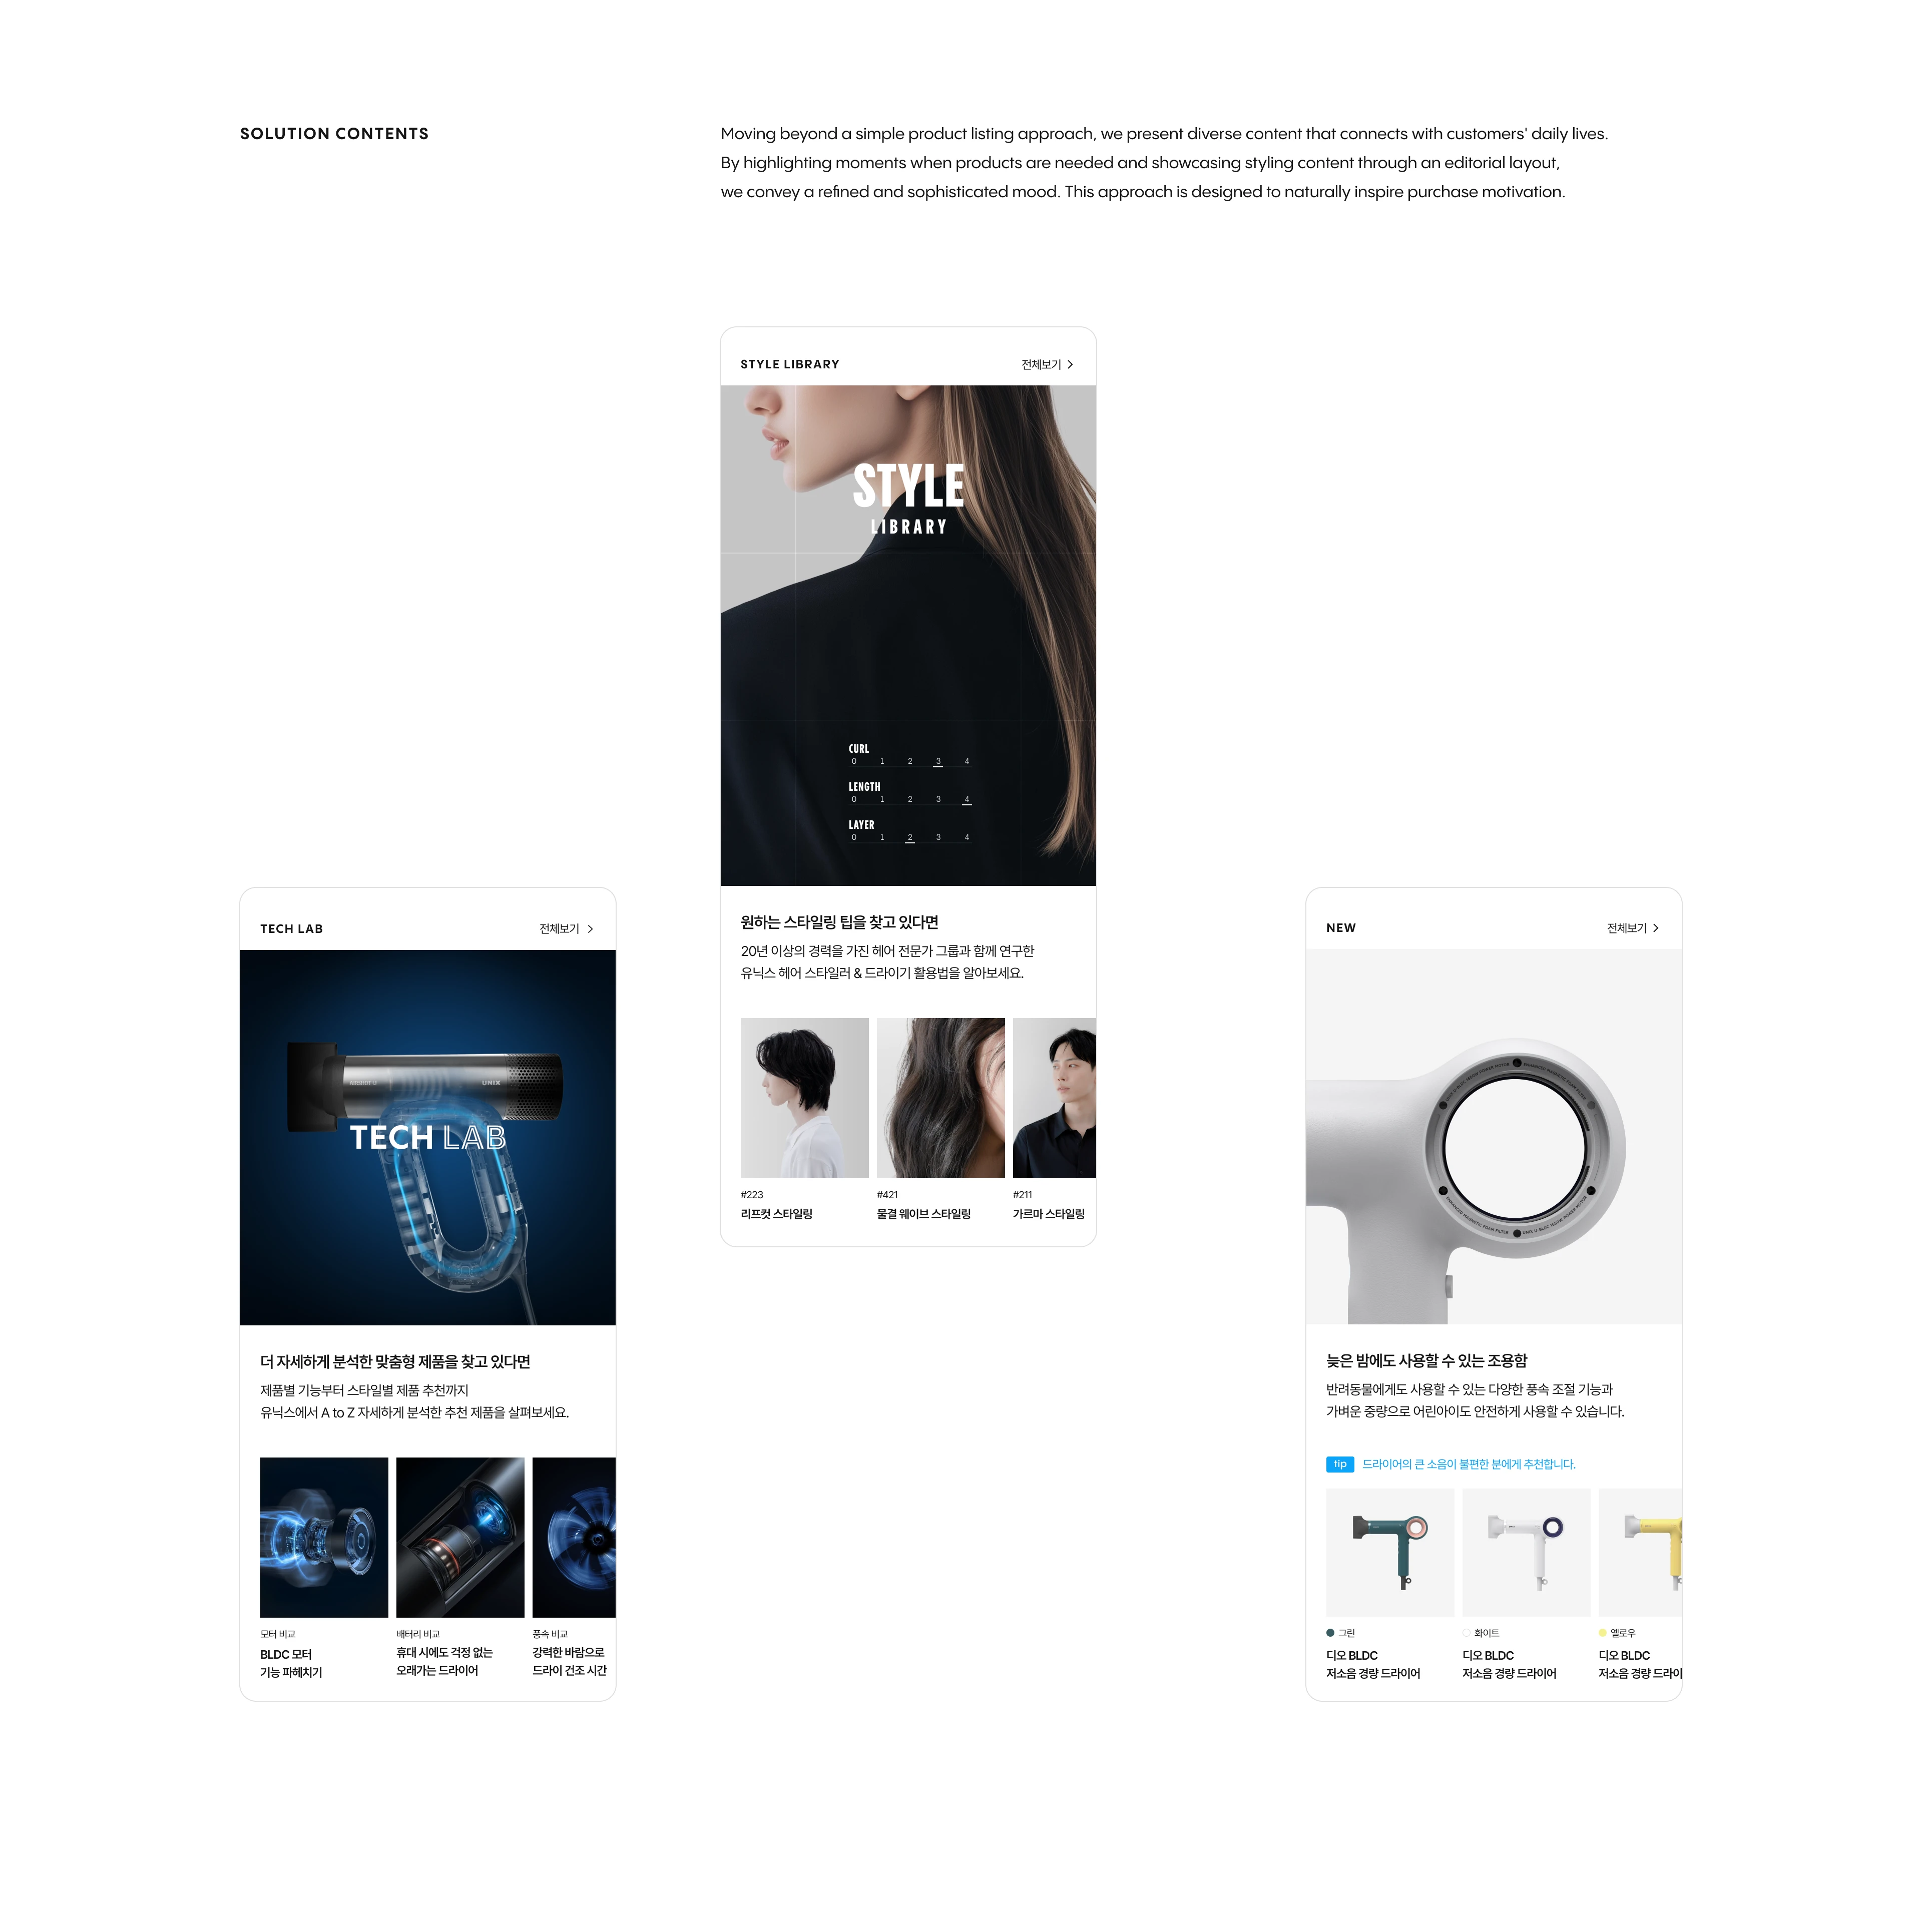 SOLUTION CONTENTS
Moving beyond a simple product listing approach, we present diverse content that connects with customers' daily lives.
By highlighting moments when products are needed and showcasing styling content through an editorial layout,
we convey a refined and sophisticated mood. This approach is designed to naturally inspire purchase motivation.
STYLE LIBRARY
전체보기
STYLE
LIBRARY
CURL
0 1 2 3 4
LENGTH
0 1 2 3 4
LAYER
0 1 2 3 4
원하는 스타일링 팁을 찾고 있다면
20년 이상의 경력을 가진 헤어 전문가 그룹과 함께 연구한
유닉스 헤어 스타일러 & 드라이기 활용법을 알아보세요.
#223
리프컷 스타일링
#421
물결 웨이브 스타일링
#211
가르마 스타일링
TECH LAB
전체보기
UNIX
TECH LAB
더 자세하게 분석한 맞춤형 제품을 찾고 있다면
제품별 기능부터 스타일별 제품 추천까지
유닉스에서 A to Z 자세하게 분석한 추천 제품을 살펴보세요.
모터 비교
BLDC 모터
기능 파헤치기
배터리 비교
휴대 시에도 걱정 없는
오래가는 드라이어
풍속 비교
강력한 바람으로
드라이 건조 시간
NEW
전체보기
늦은 밤에도 사용할 수 있는 조용함
반려동물에게도 사용할 수 있는 다양한 풍속 조절 기능과
가벼운 중량으로 어린아이도 안전하게 사용할 수 있습니다.
tip 드라이어의 큰 소음이 불편한 분에게 추천합니다.
그린
디오 BLDC
저소음 경량 드라이어
화이트
디오 BLDC
저소음 경량 드라이어
옐로우
디오 BLDC
저소음 경량 드라이